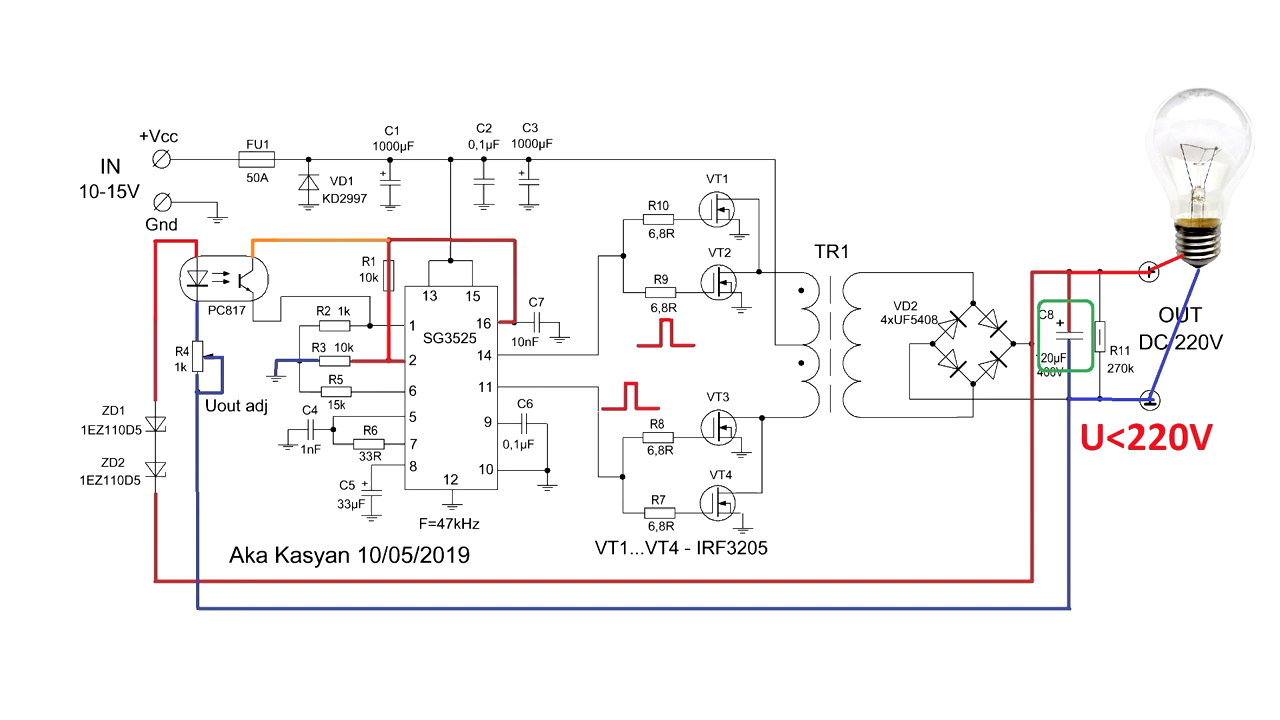 +Vcc
IN
10-15V
Gnd
FU1
50A
VD1
KD2997
C1
1000µF
+
C2
0,1µF
C3
1000µF
+
PC817
R1
10k
R2 1k
R3 10k
R4
1k
Uout adj
R5
15k
C4
1nF
R6
33R
C5
+
33µF
ZD1
1EZ110D5
ZD2
1EZ110D5
13
15
1
2
6
5
7
8
12
16
14
11
9
10
SG3525
F=47kHz
C7
10nF
C6
0,1µF
R10
6,8R
R9
6,8R
R8
6,8R
R7
6,8R
VT1
VT2
VT3
VT4
VT1...VT4 - IRF3205
TR1
VD2
4xUF5408
C8
+
20µF
400V
R11
270k
OUT
DC 220V
U<220V
Aka Kasyan 10/05/2019